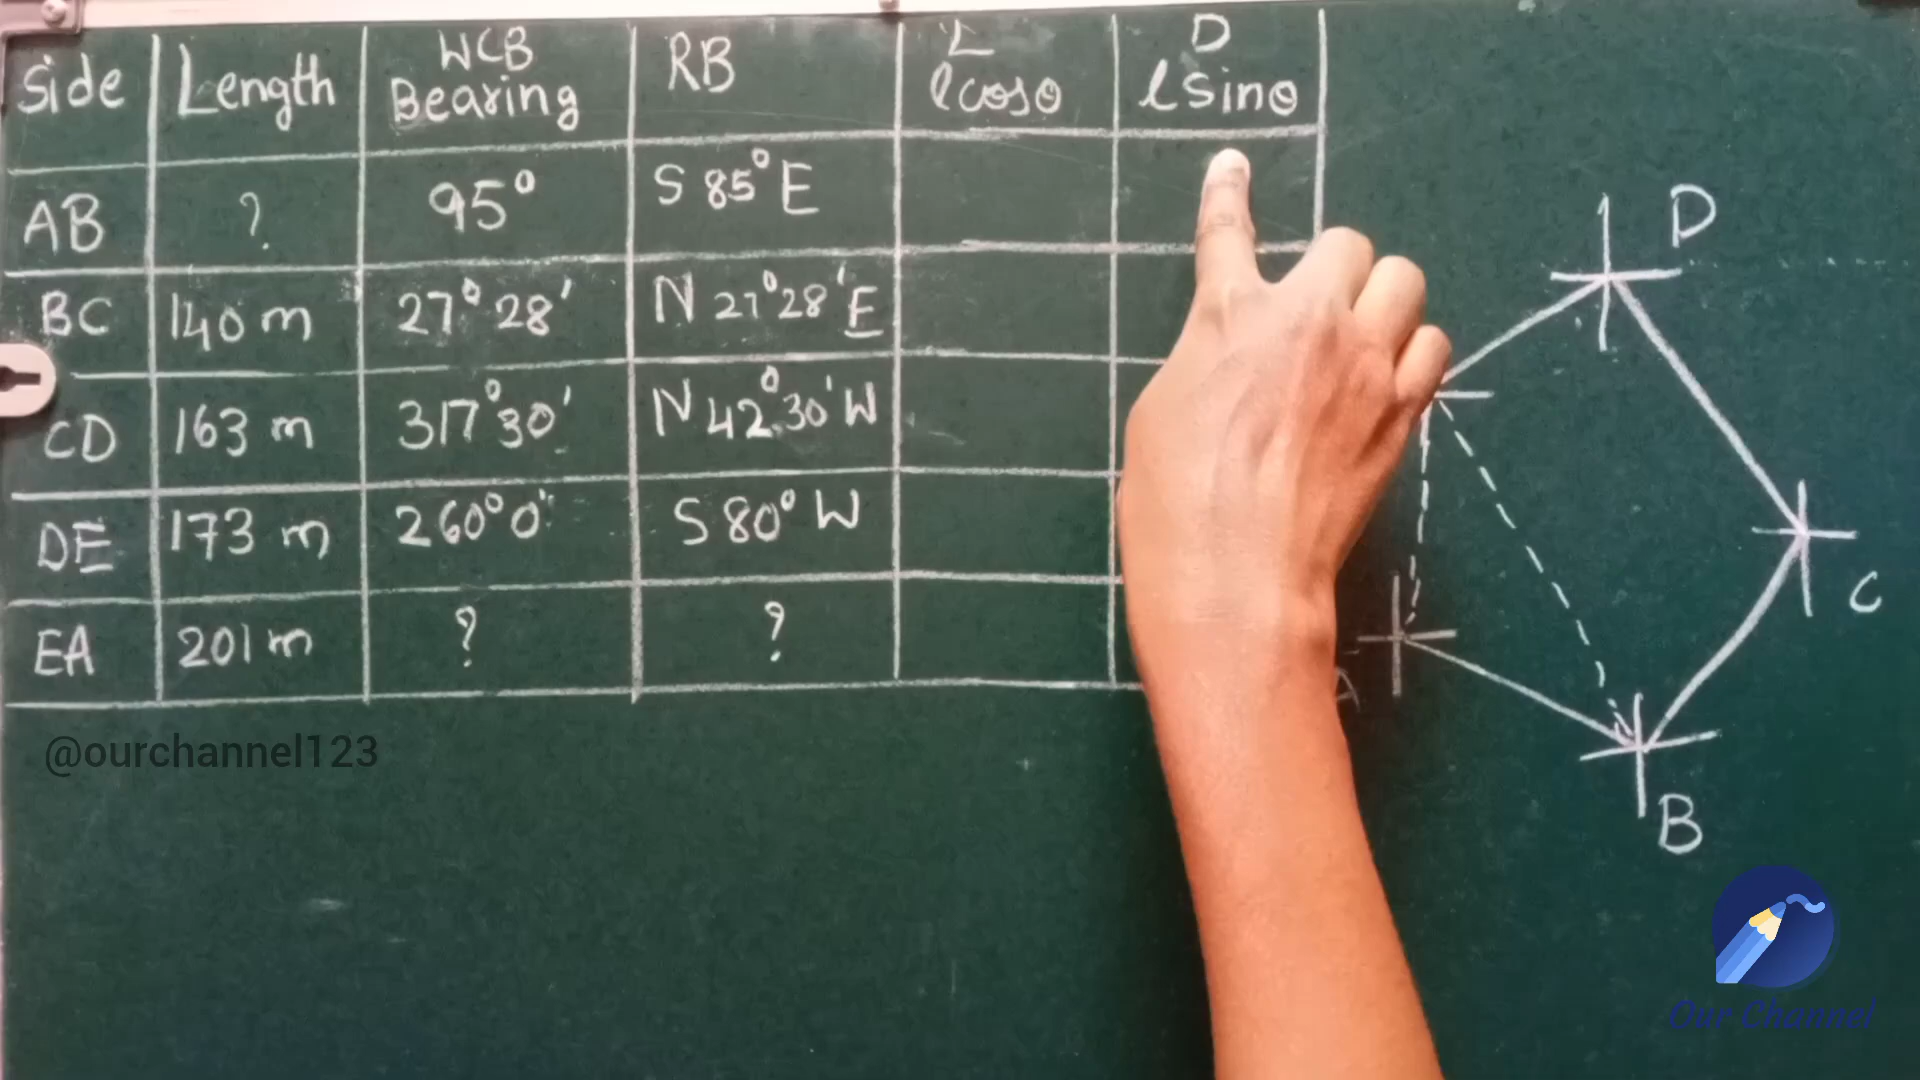 Side Length WCB Bearing RB L lcosθ D lsinθ
AB ? 95° S 85° E
BC 140 m 27° 28' N 27° 28' E
CD 163 m 317° 30' N 42° 30' W
DE 173 m 260° 0' S 80° W
EA 201 m ? ?
D
C
A
B
@ourchannel123
Our Channel